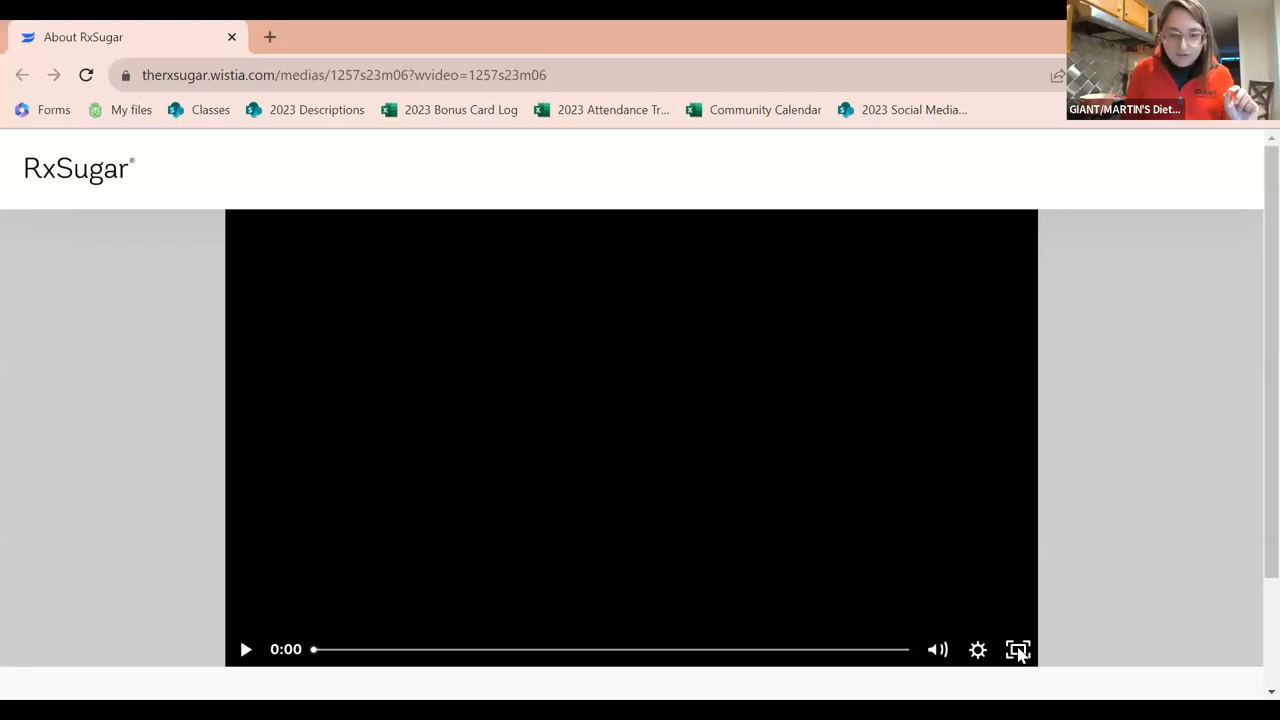 About RxSugar
therxsugar.wistia.com/medias/1257s23m06?wvideo=1257s23m06
Forms My files Classes 2023 Descriptions 2023 Bonus Card Log 2023 Attendance Tr... Community Calendar 2023 Social Media...
GIANT/MARTIN'S Diet...
RxSugar®
0:00